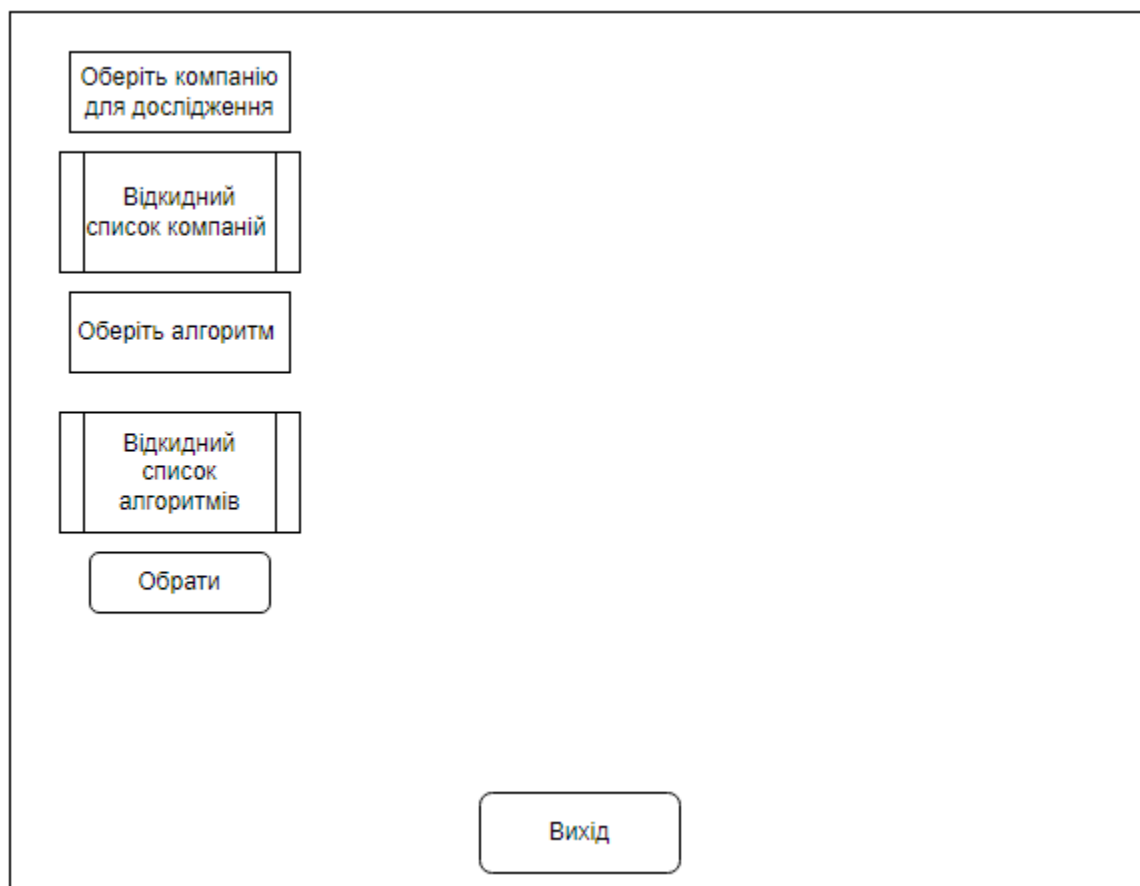 Оберіть компанію
для дослідження
Відкидний
список компаній
Оберіть алгоритм
Відкидний
список
алгоритмів
Обрати
Вихід